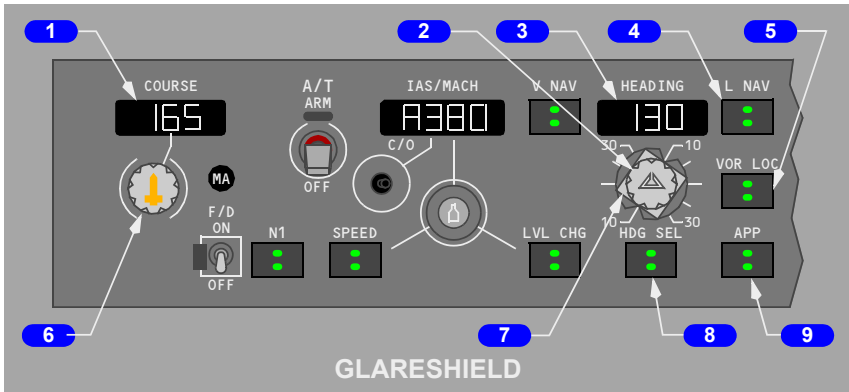 1
2
3
4
5
COURSE
A/T
ARM
IAS/MACH
V NAV
HEADING
L NAV
165
A380
130
C/O
30
10
VOR LOC
OFF
MA
10
30
F/D
ON
N1
SPEED
LVL CHG
HDG SEL
APP
OFF
6
7
8
9
GLARESHIELD